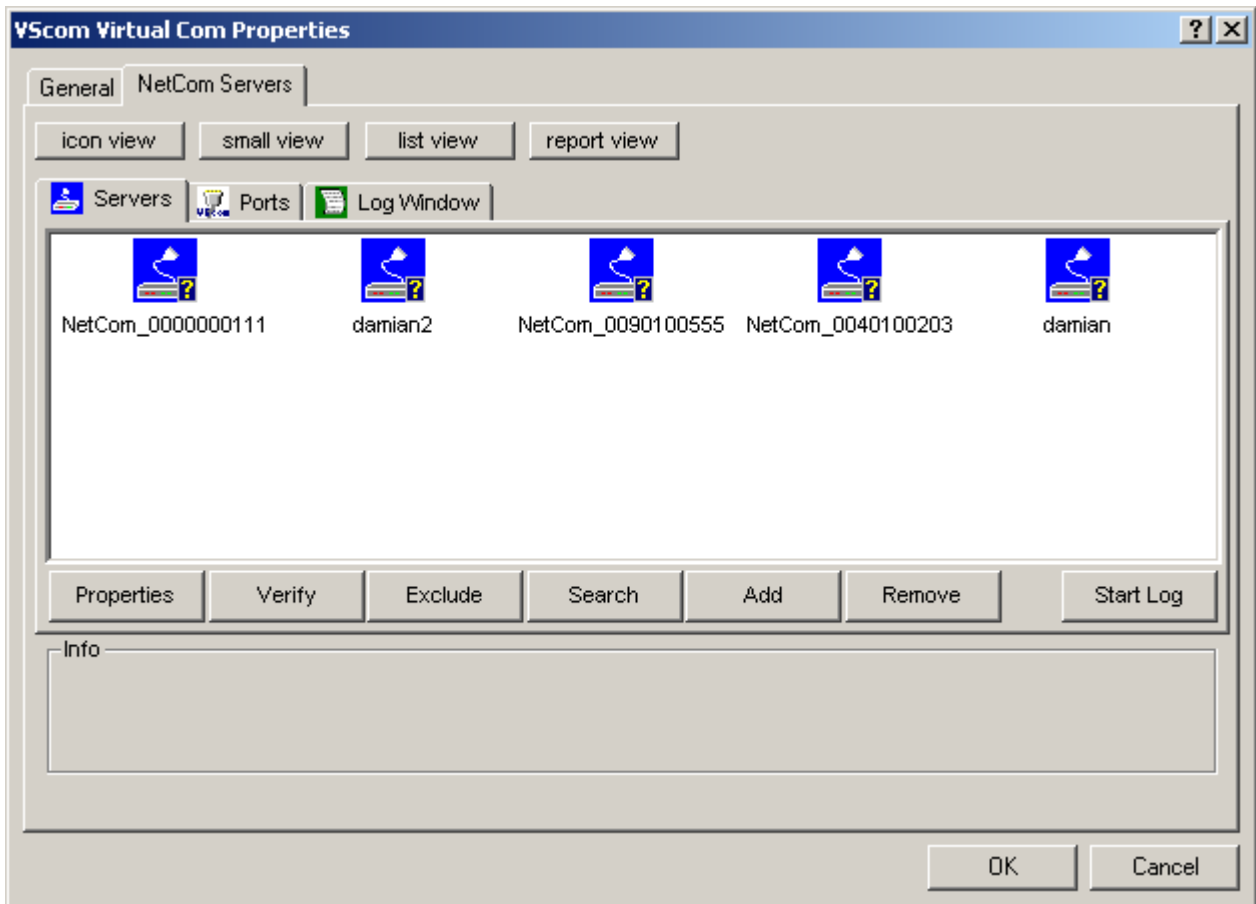 VScom Virtual Com Properties
General NetCom Servers
icon view small view list view report view
Servers Ports Log Window
NetCom_0000000111 damian2 NetCom_0090100555 NetCom_0040100203 damian
Properties Verify Exclude Search Add Remove Start Log
Info
OK Cancel